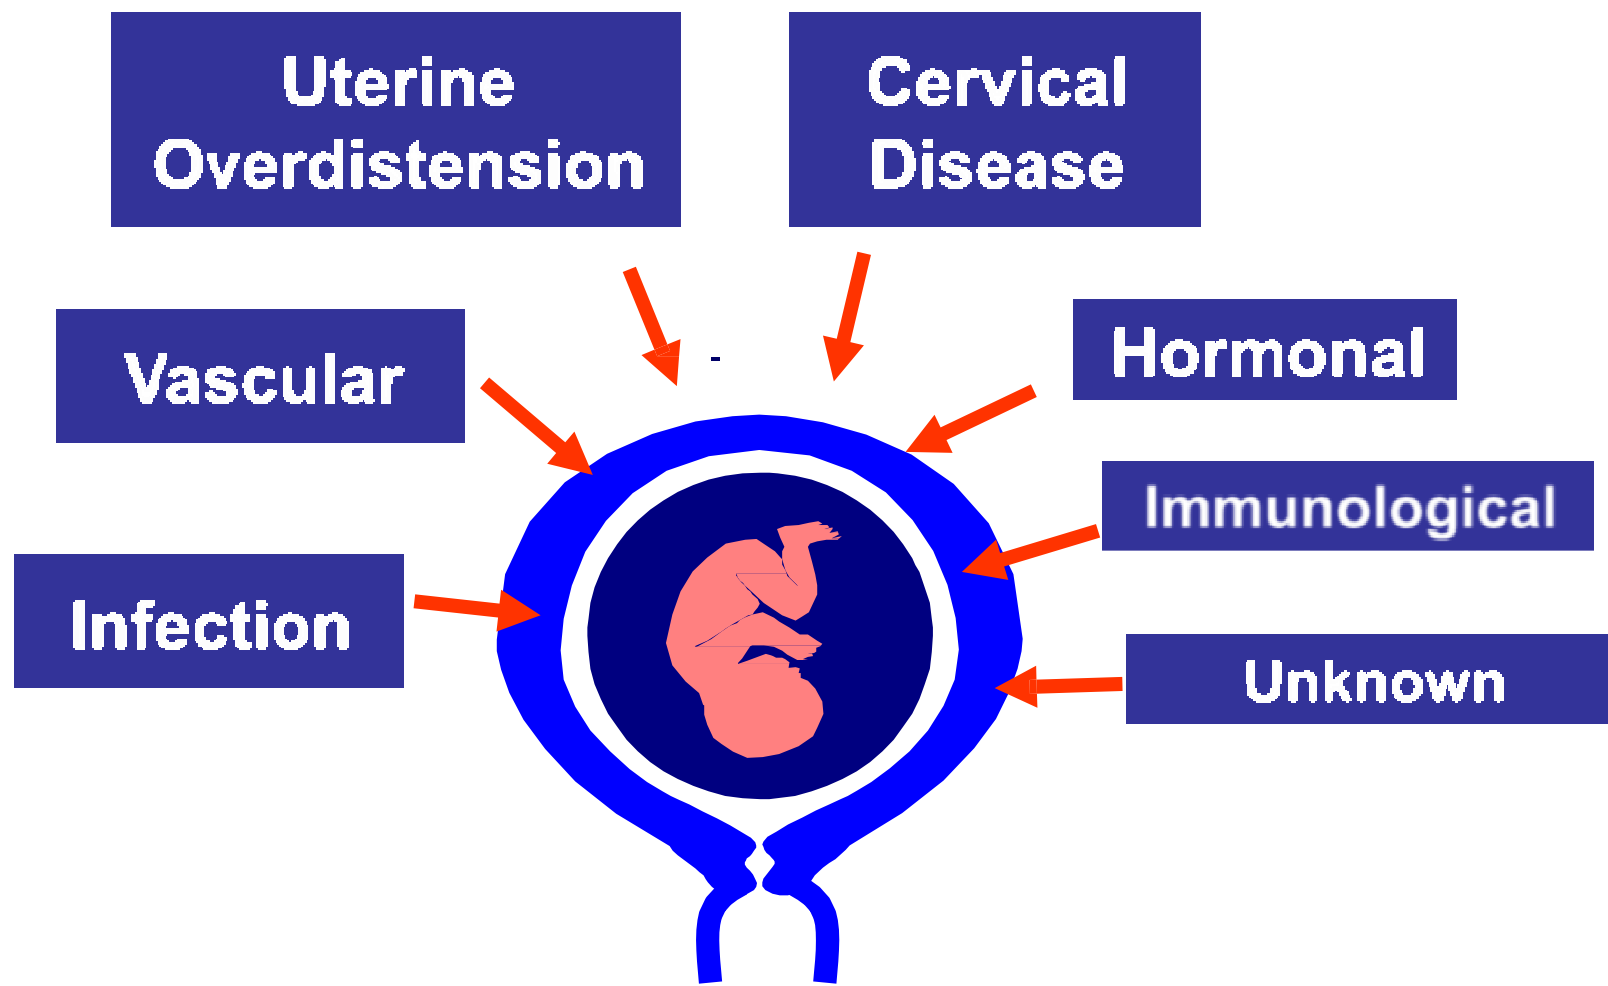 Uterine
Overdistension
Cervical
Disease
Vascular
Hormonal
Immunological
Infection
Unknown